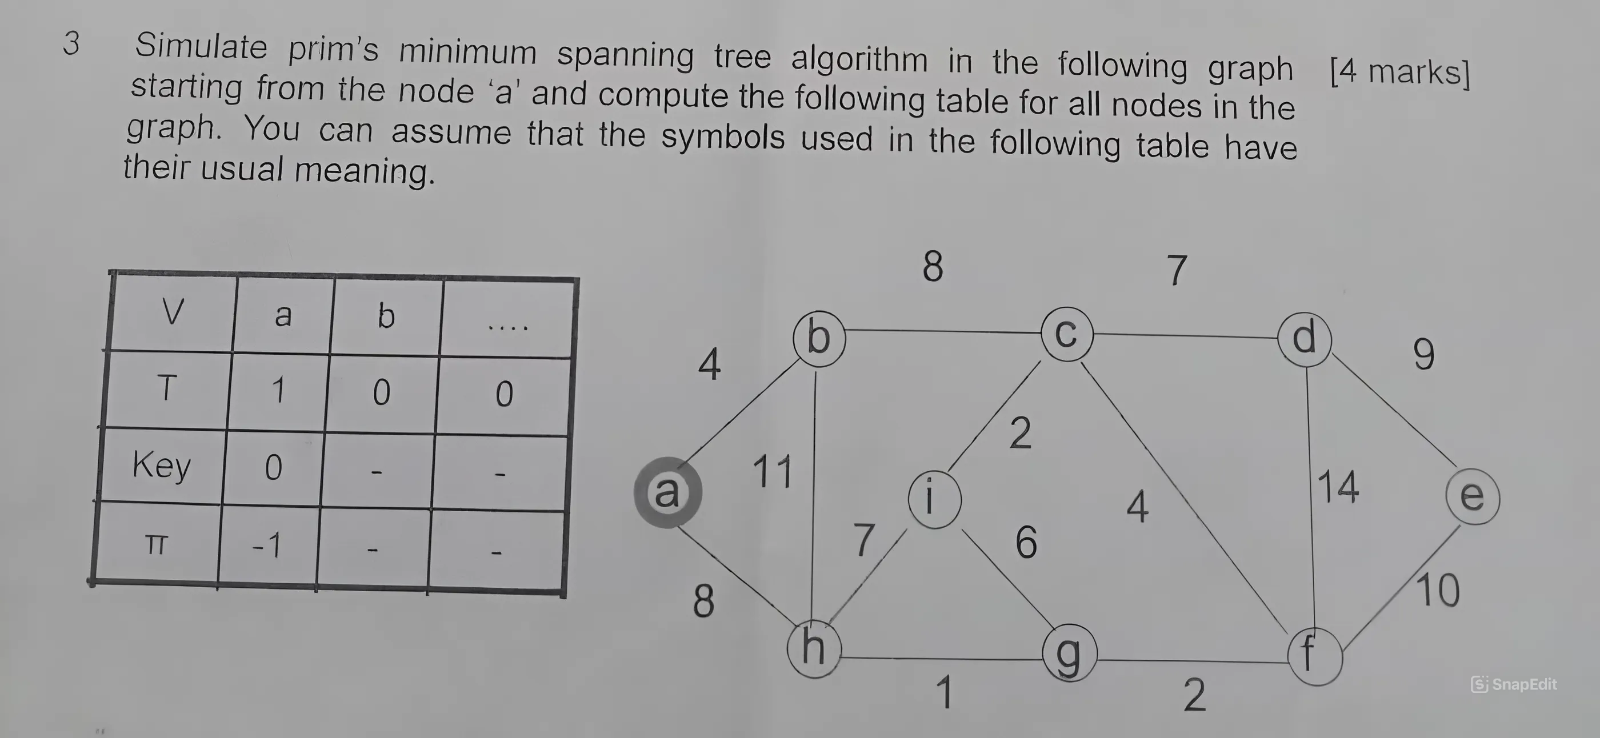 3 Simulate prim's minimum spanning tree algorithm in the following graph [4 marks]
starting from the node 'a' and compute the following table for all nodes in the
graph. You can assume that the symbols used in the following table have
their usual meaning.
V a b ....
T 1 0 0
Key 0 - -
π -1 - -
8 7
b c d
4 9
2
11 14
a i e
4
7 6
8 10
h g f
1 2
SnapEdit